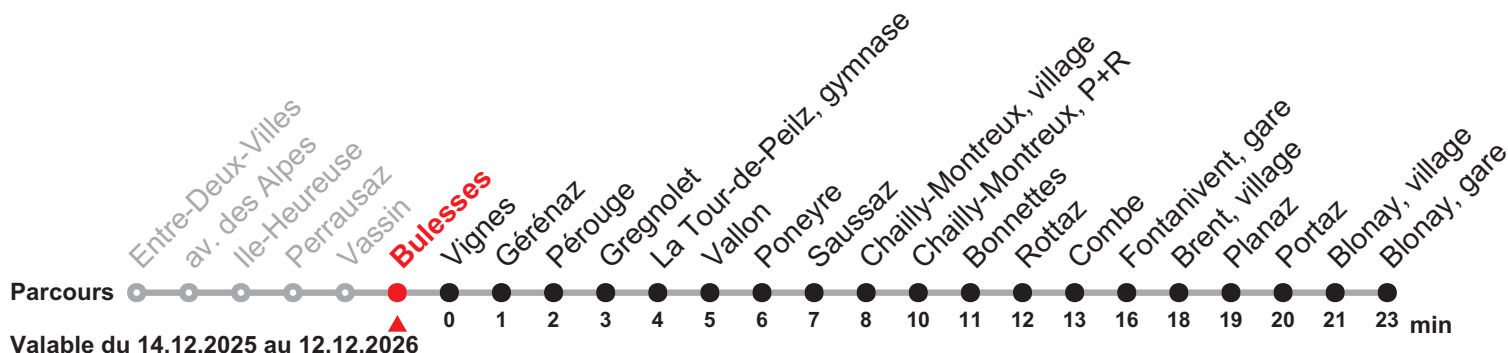 Entre-Deux-Villes
av. des Alpes
Ile-Heureuse
Perrausaz
Vassin
Bulesses
Vignes
Gérénaz
Pérouge
Gregnolet
La Tour-de-Peilz, gymnase
Vallon
Poneyre
Saussaz
Chailly-Montreux, village
Chailly-Montreux, P+R
Bonnettes
Rottaz
Combe
Fontanivent, gare
Brent, village
Planaz
Portaz
Blonay, village
Blonay, gare
Parcours
0 1 2 3 4 5 6 7 8 10 11 12 13 16 18 19 20 21 23 min
Valable du 14.12.2025 au 12.12.2026